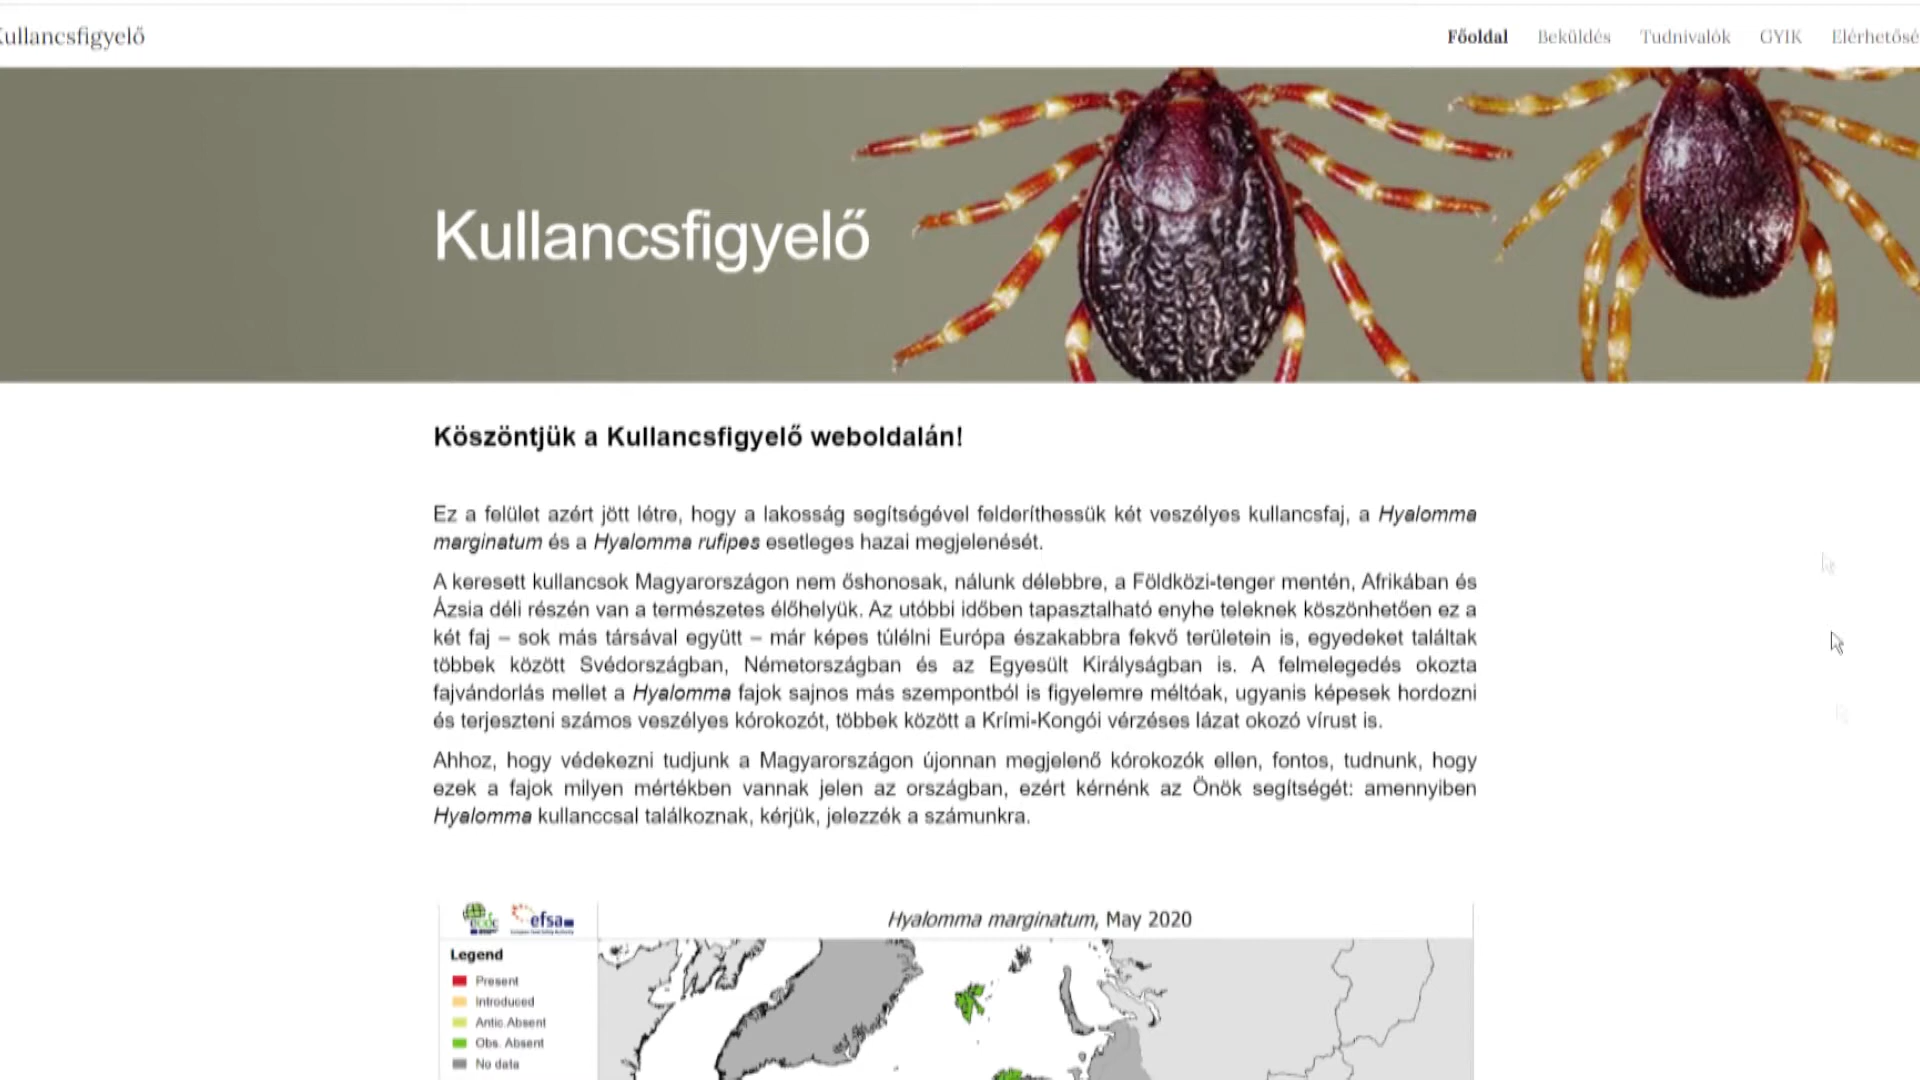 Kullancsfigyelő
Főoldal Beküldés Tudnivalók GYIK
Kullancsfigyelő
Köszöntjük a Kullancsfigyelő weboldalán!
Ez a felület azért jött létre, hogy a lakosság segítségével felderíthessük két veszélyes kullancsfaj, a Hyalomma
marginatum és a Hyalomma rufipes esetleges hazai megjelenését.
A keresett kullancsok Magyarországon nem őshonosak, nálunk délebbre, a Földközi-tenger mentén, Afrikában és
Ázsia déli részén van a természetes élőhelyük. Az utóbbi időben tapasztalható enyhe teleknek köszönhetően ez a
két faj – sok más társával együtt – már képes túlélni Európa északabbra fekvő területein is, egyedeket találtak
többek között Svédországban, Németországban és az Egyesült Királyságban is. A felmelegedés okozta
fajvándorlás mellet a Hyalomma fajok sajnos más szempontból is figyelemre méltóak, ugyanis képesek hordozni
és terjeszteni számos veszélyes kórokozót, többek között a Krími-Kongói vérzéses lázat okozó vírust is.
Ahhoz, hogy védekezni tudjunk a Magyarországon újonnan megjelenő kórokozók ellen, fontos, tudnunk, hogy
ezek a fajok milyen mértékben vannak jelen az országban, ezért kérnénk az Önök segítségét: amennyiben
Hyalomma kullanccsal találkoznak, kérjük, jelezzék a számunkra.
ecdc efsa
Hyalomma marginatum, May 2020
Legend
Present
Introduced
Antic. Absent
Obs. Absent
No data